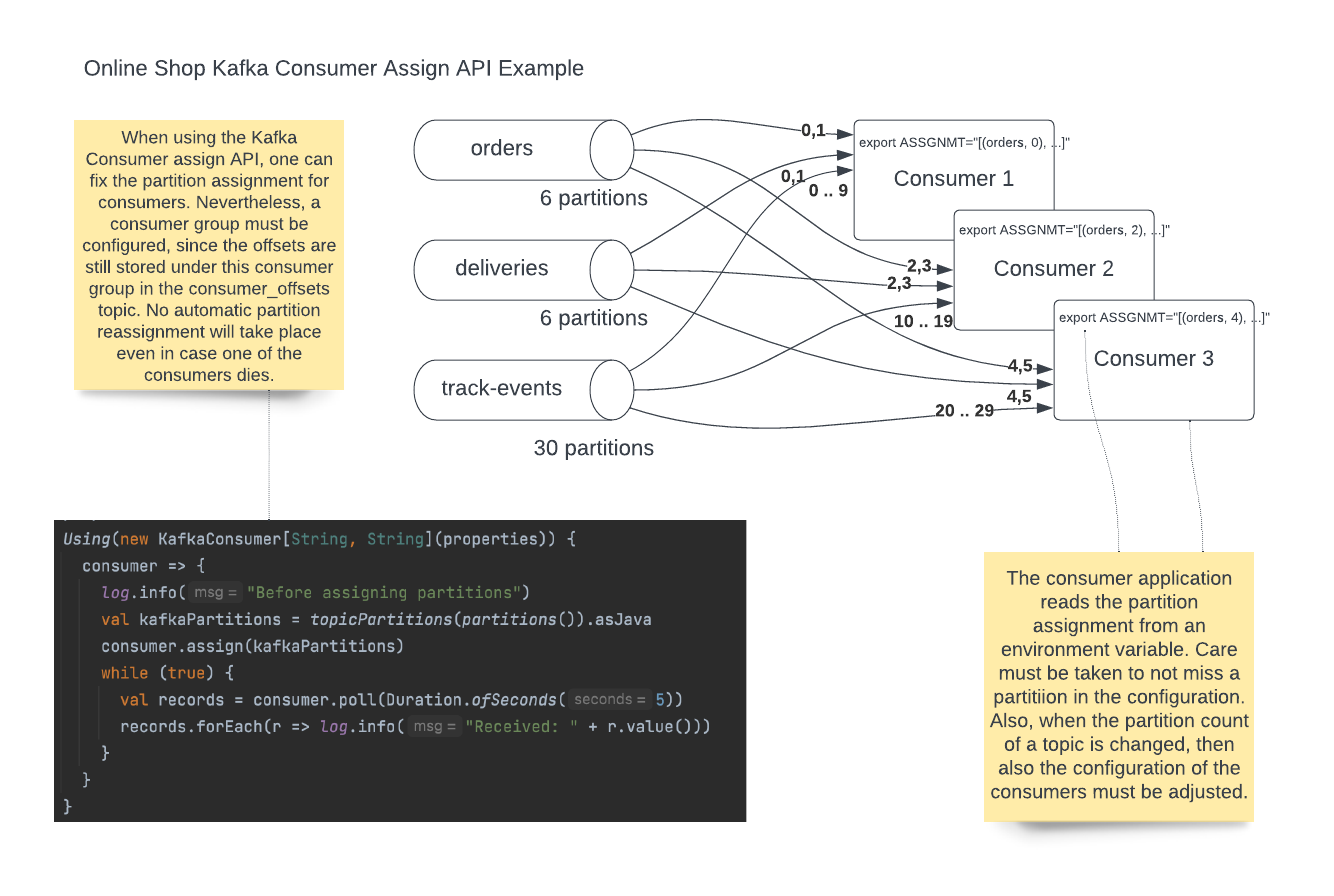 Online Shop Kafka Consumer Assign API Example
When using the Kafka
Consumer assign API, one can
fix the partition assignment for
consumers. Nevertheless, a
consumer group must be
configured, since the offsets are
still stored under this consumer
group in the consumer_offsets
topic. No automatic partition
reassignment will take place
even in case one of the
consumers dies.
orders
6 partitions
deliveries
6 partitions
track-events
30 partitions
0,1
0,1
0 .. 9
2,3
2,3
10 .. 19
4,5
4,5
20 .. 29
export ASSGNMT="[(orders, 0), ...]"
Consumer 1
export ASSGNMT="[(orders, 2), ...]"
Consumer 2
export ASSGNMT="[(orders, 4), ...]"
Consumer 3
Using(new KafkaConsumer[String, String](properties)) {
consumer => {
log.info( msg = "Before assigning partitions")
val kafkaPartitions = topicPartitions(partitions()).asJava
consumer.assign(kafkaPartitions)
while (true) {
val records = consumer.poll(Duration.ofSeconds( seconds = 5))
records.forEach(r => log.info( msg = "Received: " + r.value()))
}
}
}
The consumer application
reads the partition
assignment from an
environment variable. Care
must be taken to not miss a
partitiion in the configuration.
Also, when the partition count
of a topic is changed, then
also the configuration of the
consumers must be adjusted.